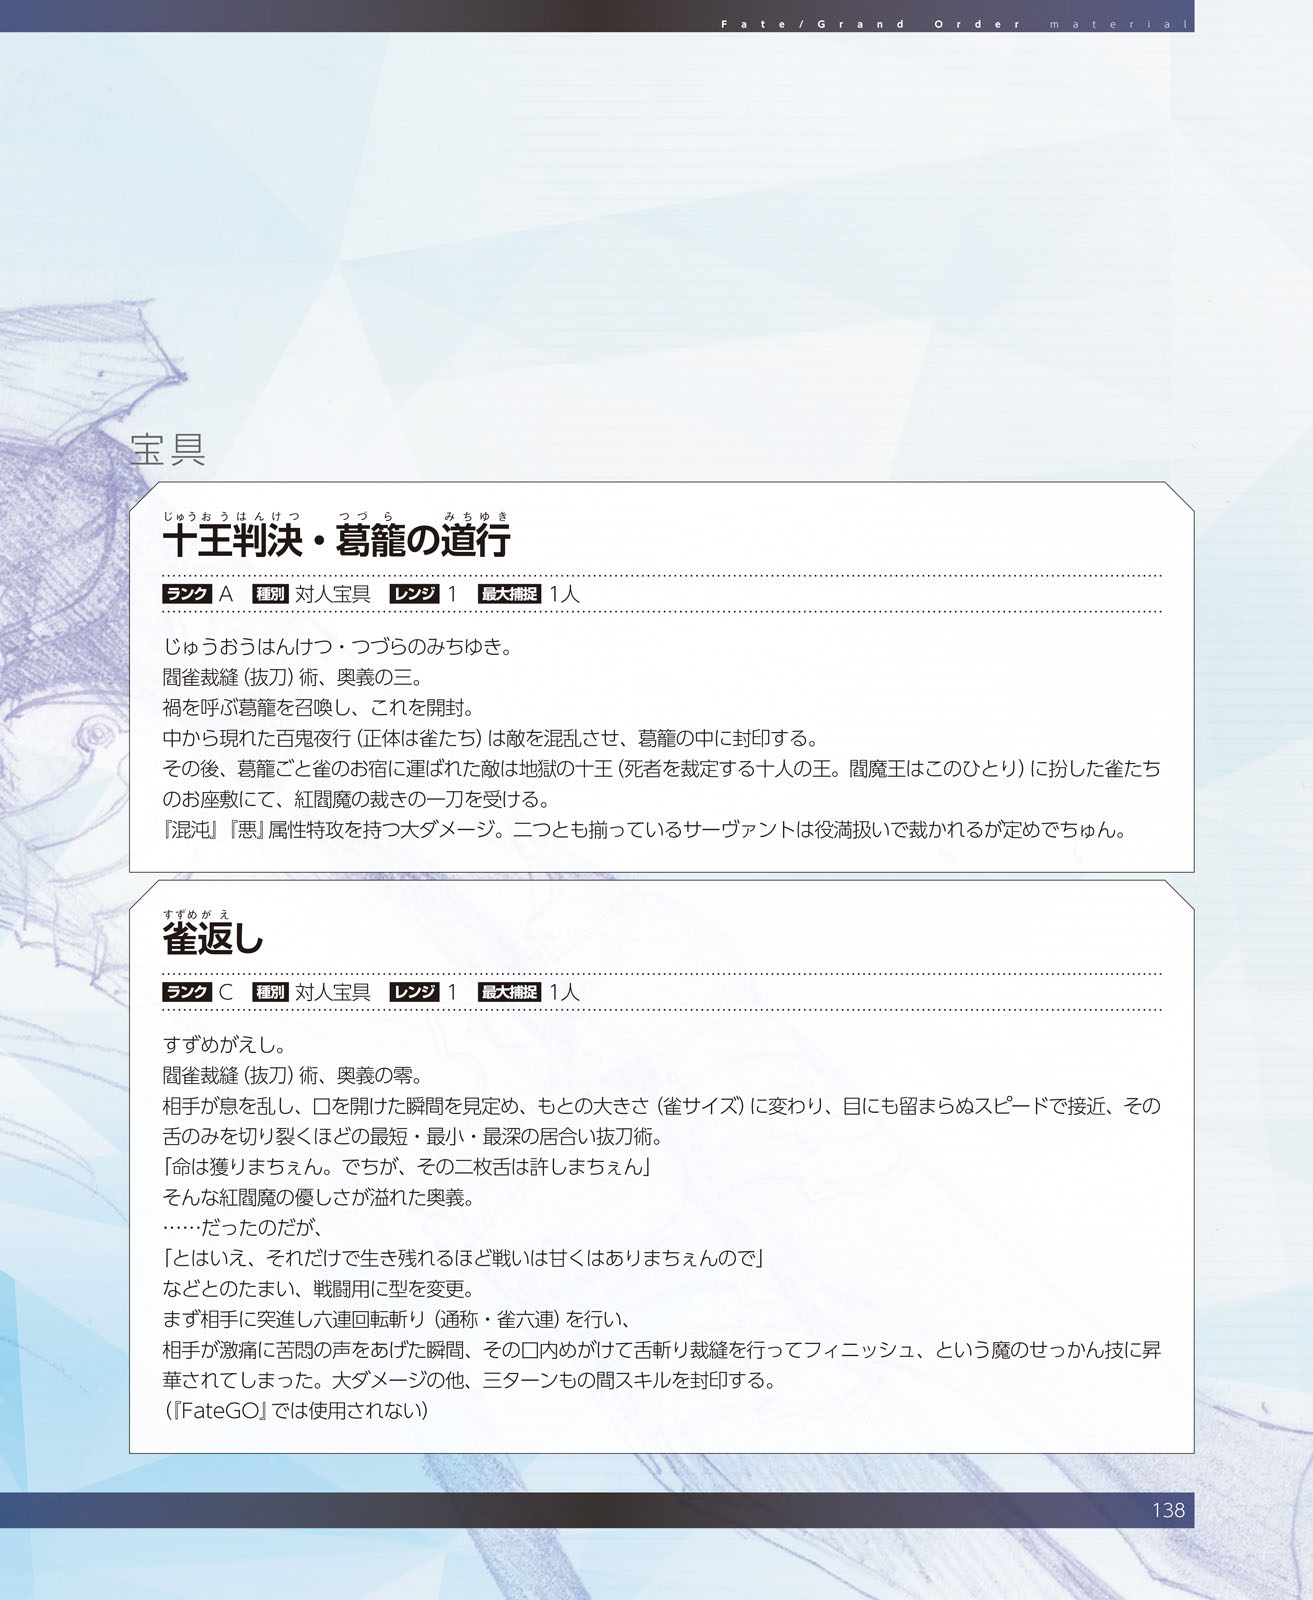 Fate/Grand Order material
宝具
じゅうおうはんけつ つづら みちゆき
十王判決・葛籠の道行
ランク A 種別 対人宝具 レンジ 1 最大捕捉 1人
じゅうおうはんけつ・つづらのみちゆき。
閻雀裁縫（抜刀）術、奥義の三。
禍を呼ぶ葛籠を召喚し、これを開封。
中から現れた百鬼夜行（正体は雀たち）は敵を混乱させ、葛籠の中に封印する。
その後、葛籠ごと雀のお宿に運ばれた敵は地獄の十王（死者を裁定する十人の王。閻魔王はこのひとり）に扮した雀たち
のお座敷にて、紅閻魔の裁きの一刀を受ける。
『混沌』『悪』属性特攻を持つ大ダメージ。二つとも揃っているサーヴァントは役満扱いで裁かれるが定めでちゅん。
すずめがえ
雀返し
ランク C 種別 対人宝具 レンジ 1 最大捕捉 1人
すずめがえし。
閻雀裁縫（抜刀）術、奥義の零。
相手が息を乱し、口を開けた瞬間を見定め、もとの大きさ（雀サイズ）に変わり、目にも留まらぬスピードで接近、その
舌のみを切り裂くほどの最短・最小・最深の居合い抜刀術。
「命は獲りまちぇん。でちが、その二枚舌は許しまちぇん」
そんな紅閻魔の優しさが溢れた奥義。
……だったのだが、
「とはいえ、それだけで生き残れるほど戦いは甘くはありまちぇんので」
などとのたまい、戦闘用に型を変更。
まず相手に突進し六連回転斬り（通称・雀六連）を行い、
相手が激痛に苦悶の声をあげた瞬間、その口内めがけて舌斬り裁縫を行ってフィニッシュ、という魔のせっかん技に昇
華されてしまった。大ダメージの他、三ターンもの間スキルを封印する。
（『FateGO』では使用されない）
138